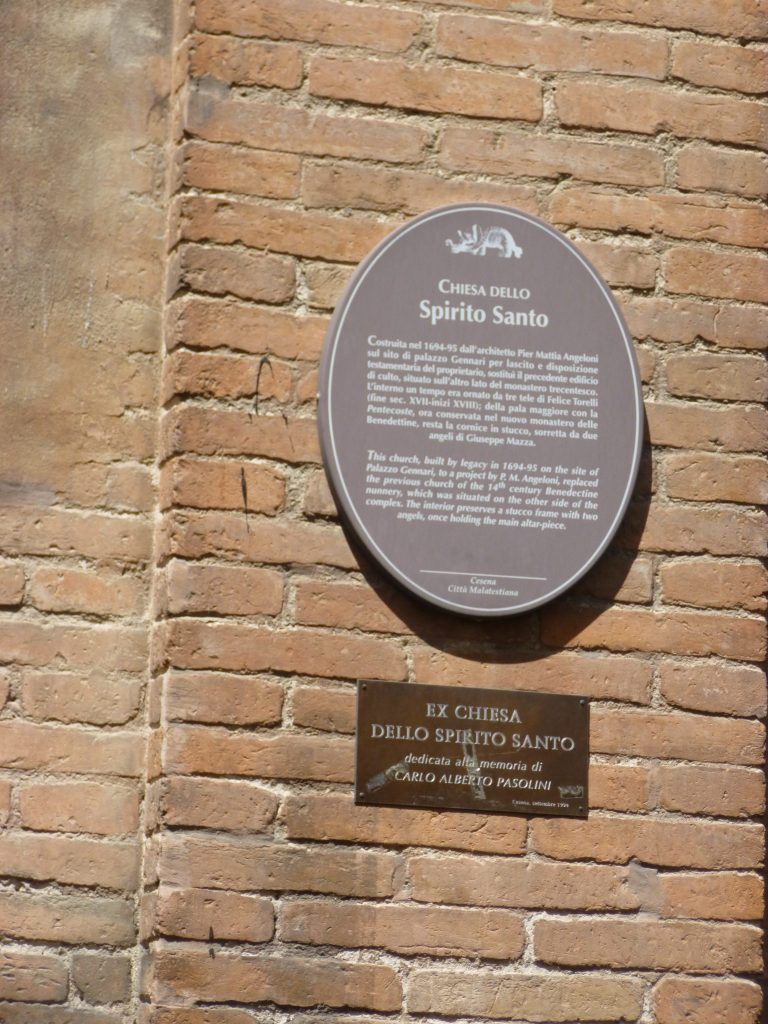 CHIESA DELLO
Spirito Santo
Costruita nel 1694-95 dall'architetto Pier Mattia Angeloni
sul sito di palazzo Gennari per lascito e disposizione
testamentaria del proprietario, sostituì il precedente edificio
di culto, situato sull'altro lato del monastero trecentesco.
L'interno un tempo era ornato da tre tele di Felice Torelli
(fine sec. XVII-inizi XVIII); della pala maggiore con la
Pentecoste, ora conservata nel nuovo monastero delle
Benedettine, resta la cornice in stucco, sorretta da due
angeli di Giuseppe Mazza.
This church, built by legacy in 1694-95 on the site of
Palazzo Gennari, to a project by P. M. Angeloni, replaced
the previous church of the 14th century Benedectine
nunnery, which was situated on the other side of the
complex. The interior preserves a stucco frame with two
angels, once holding the main altar-piece.
Cesena
Città Malatestiana
EX CHIESA
DELLO SPIRITO SANTO
dedicata alla memoria di
CARLO ALBERTO PASOLINI
Cesena, settembre 1994